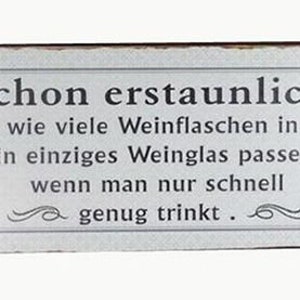 chon erstaunlic
wie viele Weinflaschen in
in einziges Weinglas passe
wenn man nur schnell
genug trinkt .